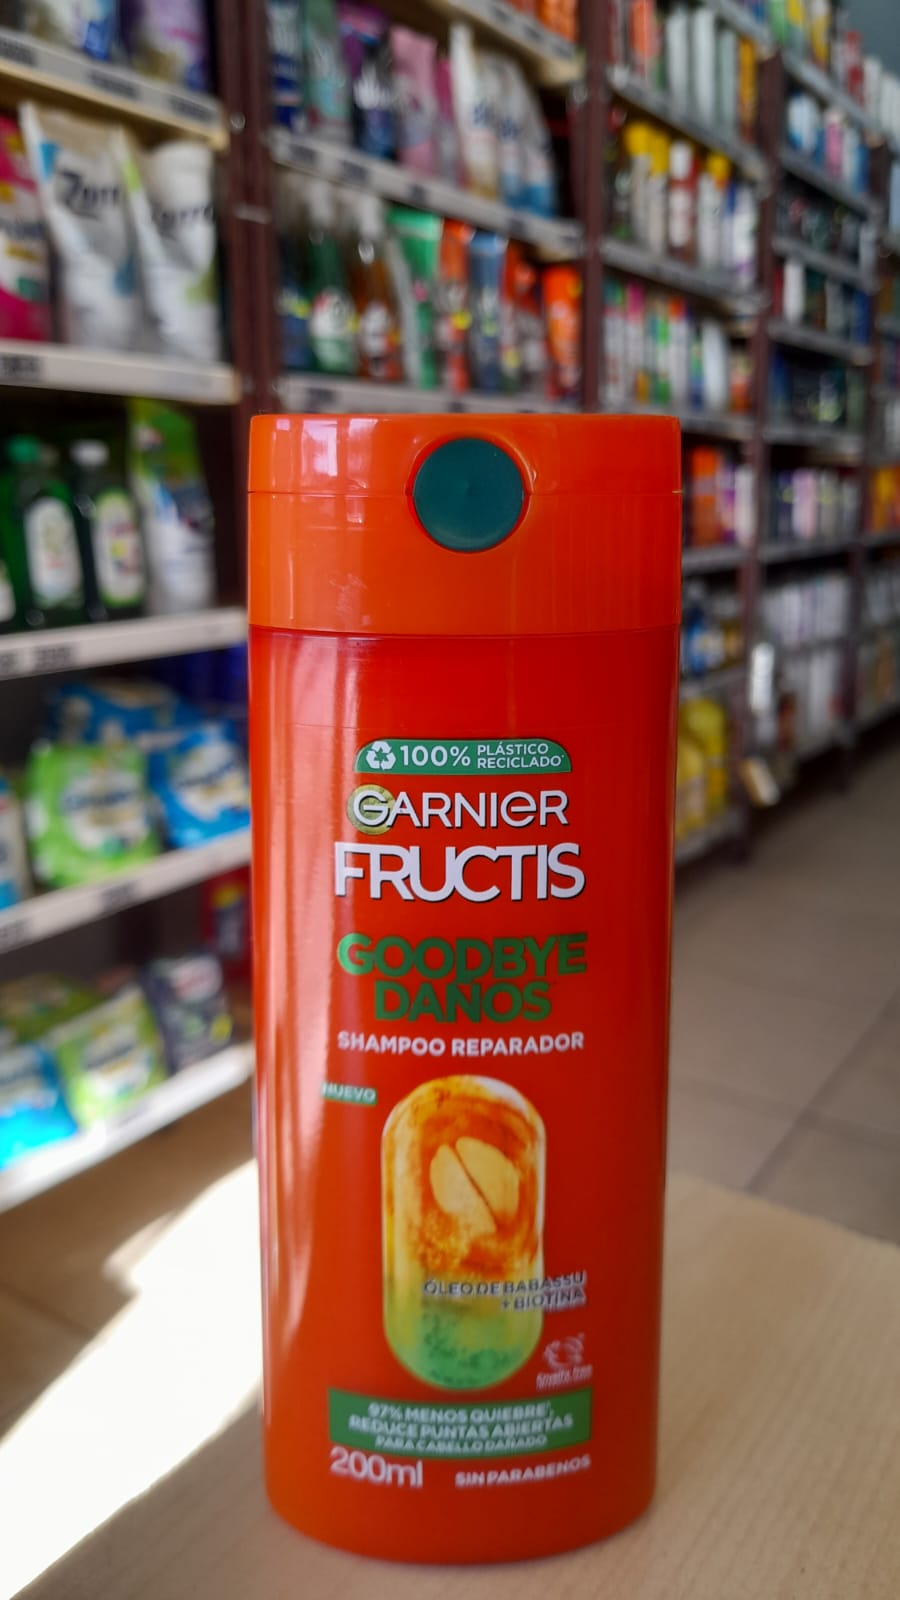 100% PLÁSTICO
RECICLADO*
GARNIER
FRUCTIS
GOODBYE
DAÑOS
SHAMPOO REPARADOR
NUEVO
ÓLEO DE BABASSU
+ BIOTINA
97% MENOS QUIEBRE*,
REDUCE PUNTAS ABIERTAS
PARA CABELLO DAÑADO
200ml SIN PARABENOS